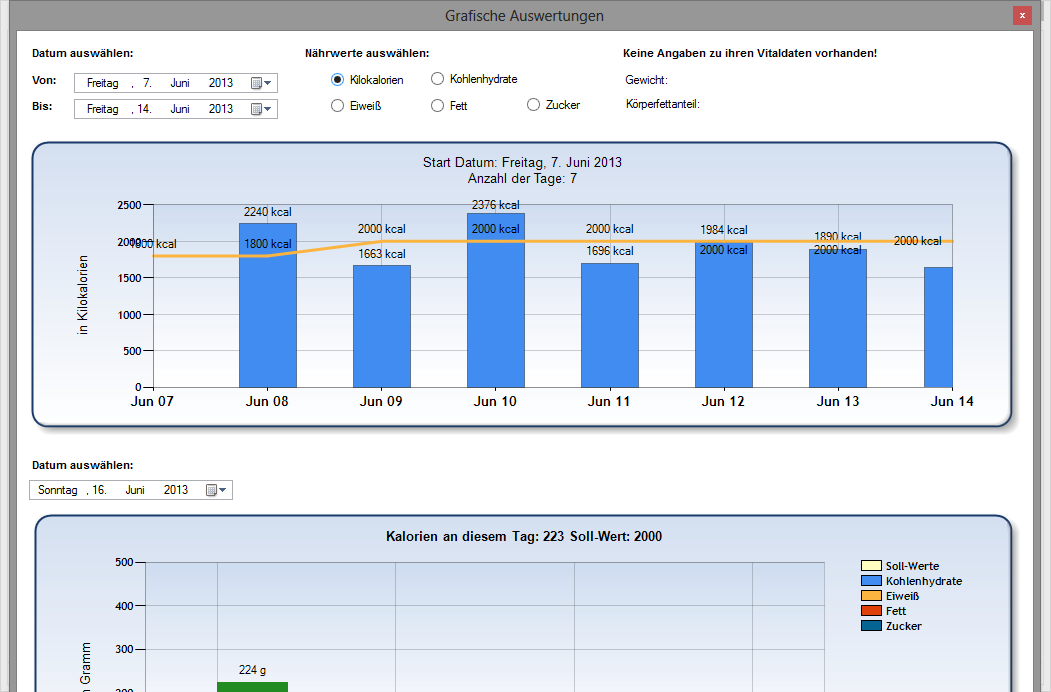 Grafische Auswertungen
x
Datum auswählen:
Von: Freitag , 7. Juni 2013
Bis: Freitag , 14. Juni 2013
Nährwerte auswählen:
Kilokalorien Kohlenhydrate
Eiweiß Fett Zucker
Keine Angaben zu ihren Vitaldaten vorhanden!
Gewicht:
Körperfettanteil:
Start Datum: Freitag, 7. Juni 2013
Anzahl der Tage: 7
in Kilokalorien
2500
2000
1500
1000
500
0
1800 kcal
2240 kcal
1800 kcal
2000 kcal
1663 kcal
2376 kcal
2000 kcal
2000 kcal
1696 kcal
1984 kcal
2000 kcal
1890 kcal
2000 kcal
2000 kcal
Jun 07 Jun 08 Jun 09 Jun 10 Jun 11 Jun 12 Jun 13 Jun 14
Datum auswählen:
Sonntag , 16. Juni 2013
Kalorien an diesem Tag: 223 Soll-Wert: 2000
500
400
300
200
Gramm
224 g
Soll-Werte
Kohlenhydrate
Eiweiß
Fett
Zucker